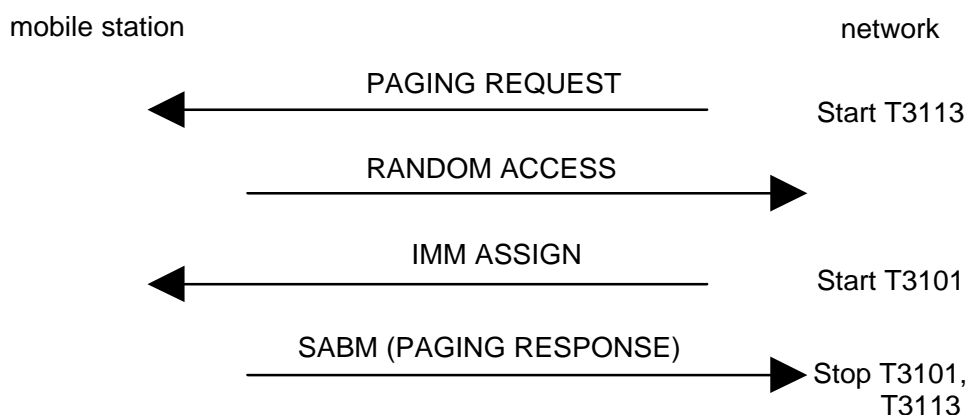 mobile station
network
PAGING REQUEST
Start T3113
RANDOM ACCESS
IMM ASSIGN
Start T3101
SABM (PAGING RESPONSE)
Stop T3101,
T3113